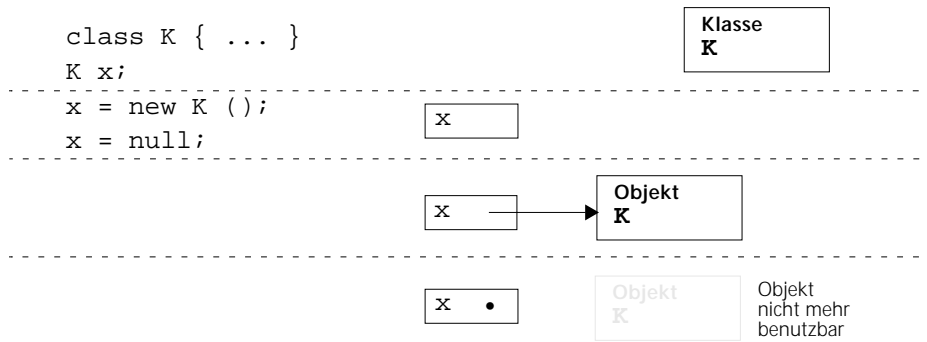 class K { ... }
K x;
x = new K ();
x = null;
Klasse
K
x
x
Objekt
K
x
Objekt
K
Objekt
nicht mehr
benutzbar